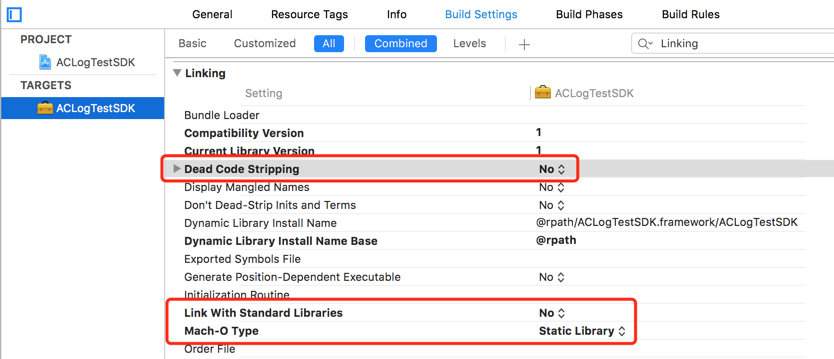 General Resource Tags Info Build Settings Build Phases Build Rules
PROJECT
ACLogTestSDK
TARGETS
ACLogTestSDK
Basic Customized All Combined Levels + Linking
Linking
Setting ACLogTestSDK
Bundle Loader
Compatibility Version 1
Current Library Version 1
Dead Code Stripping No
Display Mangled Names No
Don't Dead-Strip Inits and Terms No
Dynamic Library Install Name @rpath/ACLogTestSDK.framework/ACLogTestSDK
Dynamic Library Install Name Base @rpath
Exported Symbols File
Generate Position-Dependent Executable No
Initialization Routine
Link With Standard Libraries No
Mach-O Type Static Library
Order File